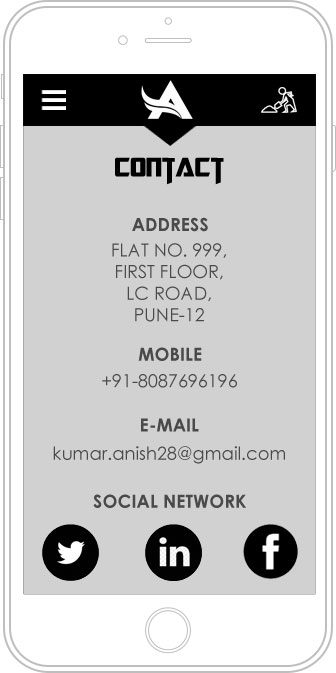 CONTACT
ADDRESS
FLAT NO. 999,
FIRST FLOOR,
LC ROAD,
PUNE-12
MOBILE
+91-8087696196
E-MAIL
kumar.anish28@gmail.com
SOCIAL NETWORK